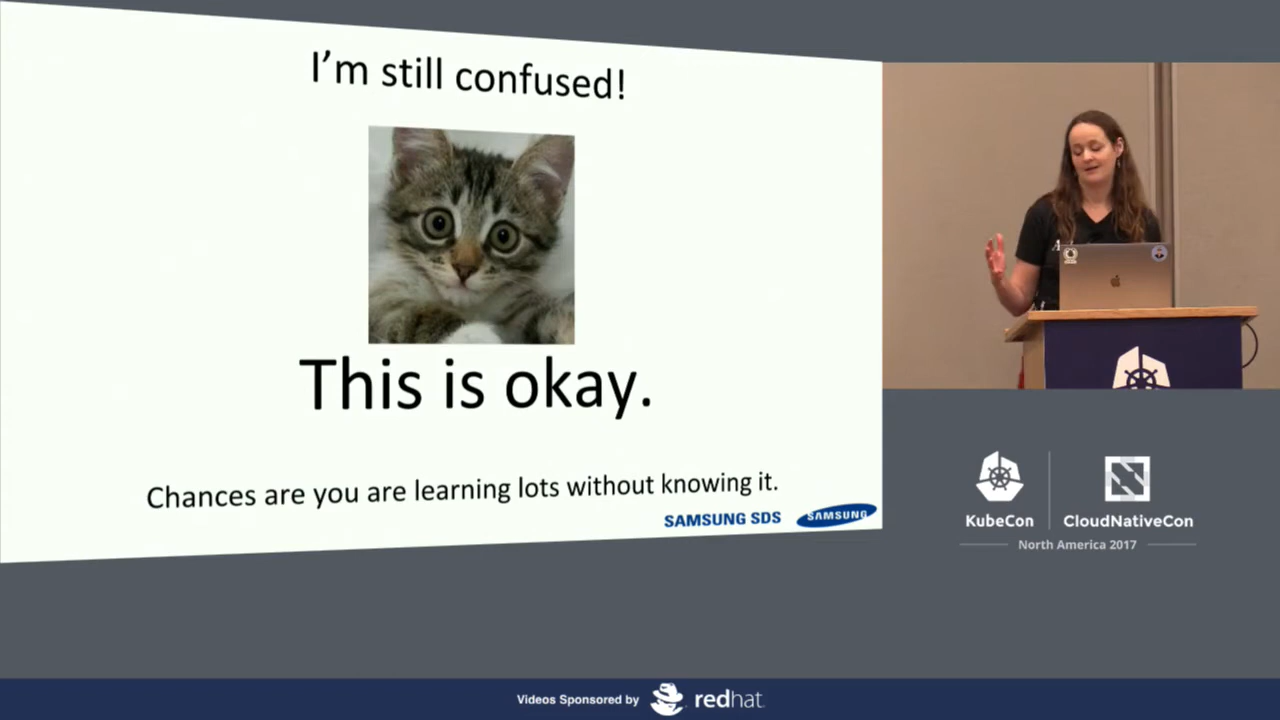 I'm still confused!
This is okay.
Chances are you are learning lots without knowing it.
SAMSUNG SDS
SAMSUNG
KubeCon
CloudNativeCon
North America 2017
Videos Sponsored by
redhat